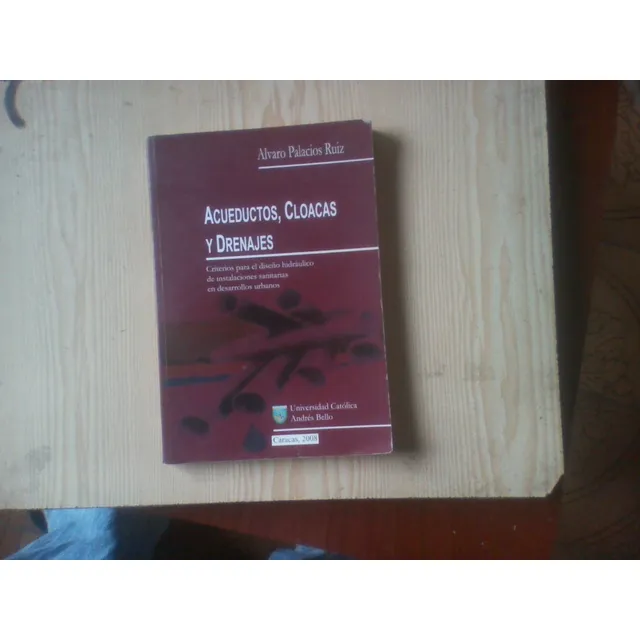 Alvaro Palacios Ruiz
ACUEDUCTOS, CLOACAS
Y DRENAJES
Criterios para el diseño hidráulico
de instalaciones sanitarias
en desarrollos urbanos
Universidad Católica
Andrés Bello
Caracas, 2008